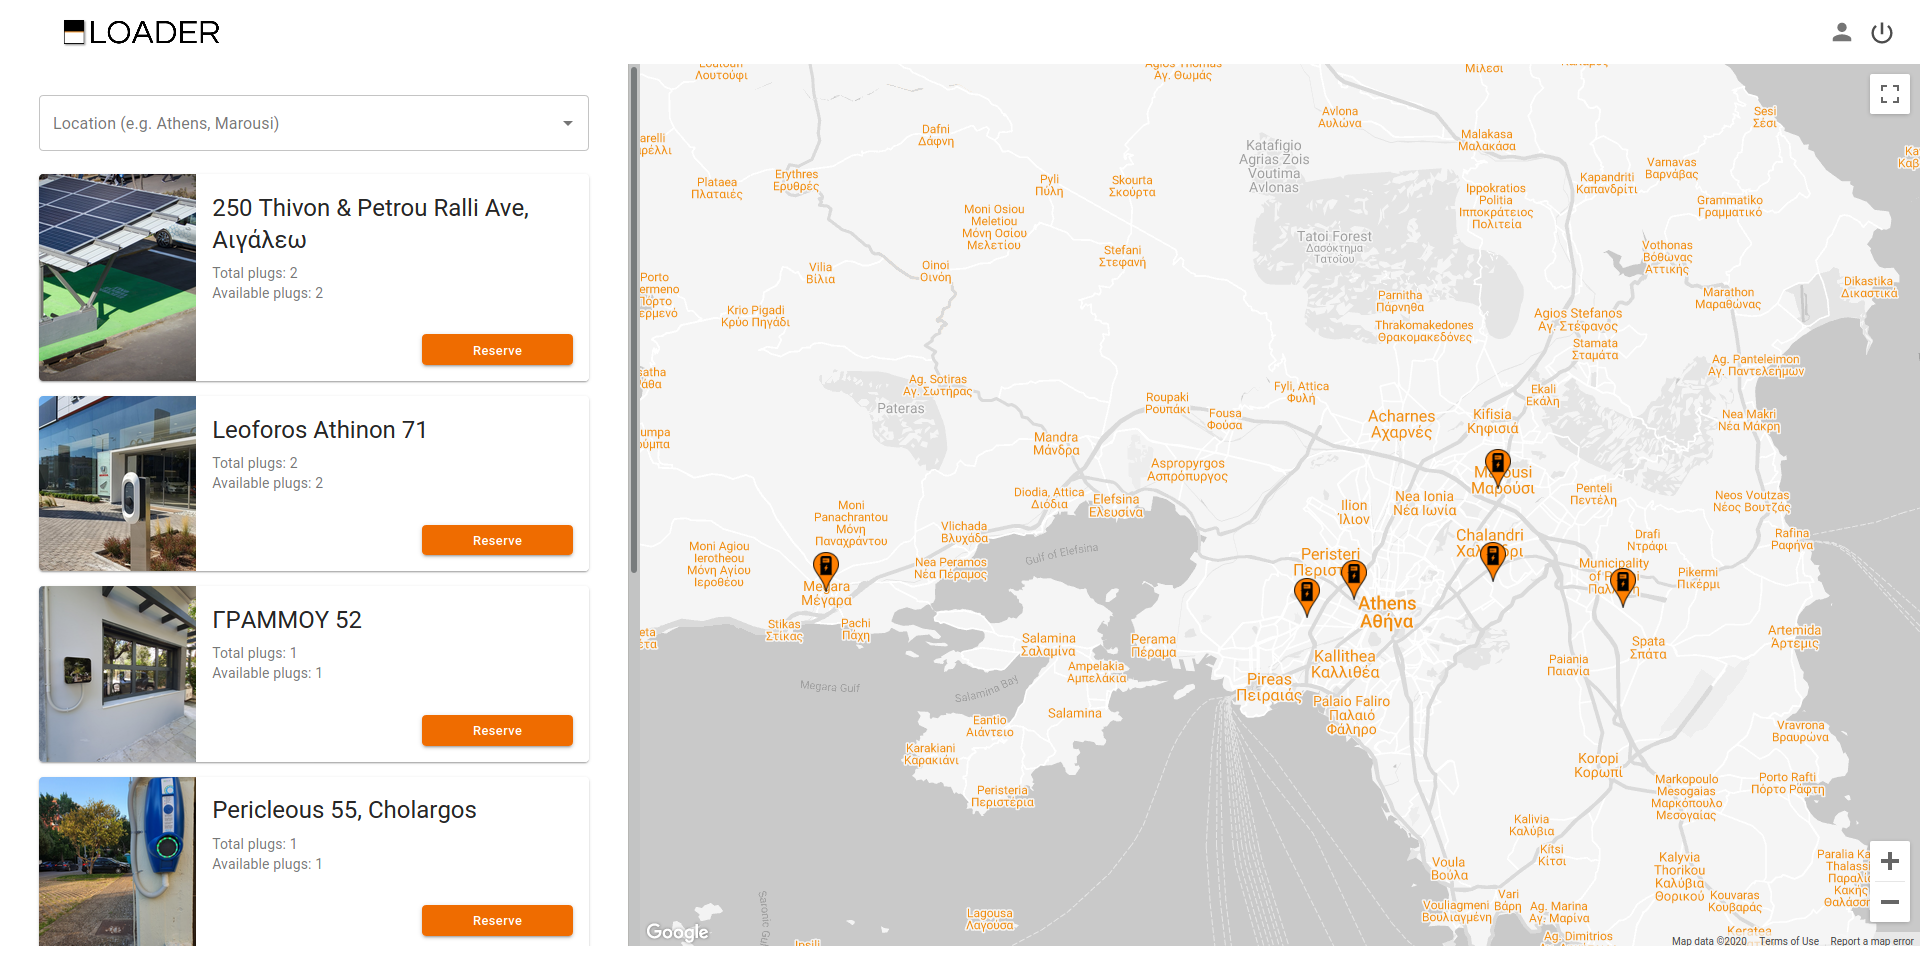 LOADER
Location (e.g. Athens, Marousi)
250 Thivon & Petrou Ralli Ave,
Αιγάλεω
Total plugs: 2
Available plugs: 2
Reserve
Leoforos Athinon 71
Total plugs: 2
Available plugs: 2
Reserve
ΓΡΑΜΜΟΥ 52
Total plugs: 1
Available plugs: 1
Reserve
Pericleous 55, Cholargos
Total plugs: 1
Available plugs: 1
Reserve
Λουτούφι
Αγ. Θωμάς
Μίλεσι
Avlona
Αυλώνα
Sesi
Σέσι
Dafni
Δάφνη
Malakasa
Μαλακάσα
Katafigio
Agrias Zois
Voutima
Avlonas
Varnavas
Βαρνάβας
Plataea
Πλαταιές
Erythres
Ερυθρές
Pyli
Πύλη
Skourta
Σκούρτα
Kapandriti
Καπανδρίτι
Ippokratios
Politia
Ιπποκράτειος
Πολιτεία
Grammatiko
Γραμματικό
Moni Osiou
Meletiou
Μόνη Οσίου
Μελετίου
Tatoi Forest
Δασόκτημα
Τατοΐου
Stefani
Στεφανή
Vothonas
Βόθωνας
Αττικής
Vilia
Βίλια
Oinoi
Οινόη
Porto
Dikastika
Δικαστικά
Parnitha
Πάρνηθα
Marathon
Μαραθώνας
Krio Pigadi
Κρύο Πηγάδι
Thrakomakedones
Θρακομακεδόνες
Agios Stefanos
Αγ. Στέφανος
Stamata
Σταμάτα
Ag. Panteleimon
Αγ. Παντελεήμων
Ag. Sotiras
Αγ. Σωτήρας
Pateras
Fyli, Attica
Φυλή
Ekali
Εκάλη
Roupaki
Ρουπάκι
Fousa
Φούσα
Acharnes
Αχαρνές
Kifisia
Κηφισιά
Nea Makri
Νέα Μάκρη
Mandra
Μάνδρα
Aspropyrgos
Ασπρόπυργος
Μαρούσι
Penteli
Πεντέλη
Diodia, Attica
Διόδια
Elefsina
Ελευσίνα
Nea Ionia
Νέα Ιωνία
Neos Voutzas
Νέος Βουτζάς
Ilion
Ίλιον
Moni
Panachrantou
Μόνη
Παναχράντου
Vlichada
Βλυχάδα
Chalandri
Drafi
Ντράφι
Rafina
Ραφήνα
Moni Agiou
Ierotheou
Μόνη Αγίου
Ιεροθέου
Gulf of Elefsina
Nea Peramos
Νέα Πέραμος
Peristeri
Municipality
Pikermi
Πικέρμι
Megara
Μέγαρα
Athens
Αθήνα
Stikas
Στίκας
Pachi
Πάχη
Salamina
Σαλαμίνα
Perama
Πέραμα
Artemida
Άρτεμις
Spata
Σπάτα
Kallithea
Καλλιθέα
Paiania
Παιανία
Ampelakia
Αμπελάκια
Megara Gulf
Salamina Bay
Pireas
Πειραιάς
Palaio Faliro
Παλαιό
Φάληρο
Salamina
Eantio
Αιάντειο
Vravrona
Βραυρώνα
Karakiani
Καρακιάνι
Koropi
Κορωπί
Markopoulo
Mesogaias
Μαρκόπουλο
Μεσογαίας
Porto Rafti
Πόρτο Ράφτη
Peristeria
Περιστέρια
Kalivia
Καλύβια
Kitsi
Κίτσι
Voula
Βούλα
Kalyvia
Thorikou
Καλύβια
Θορικού
Kouvaras
Κουβαράς
Vari
Βάρη
Vouliagmeni
Βουλιαγμένη
Ag. Marina
Αγ. Μαρίνα
Lagousa
Λαγούσα
Ag. Dimitrios
Keratea
Google
Map data ©2020
Terms of Use
Report a map error